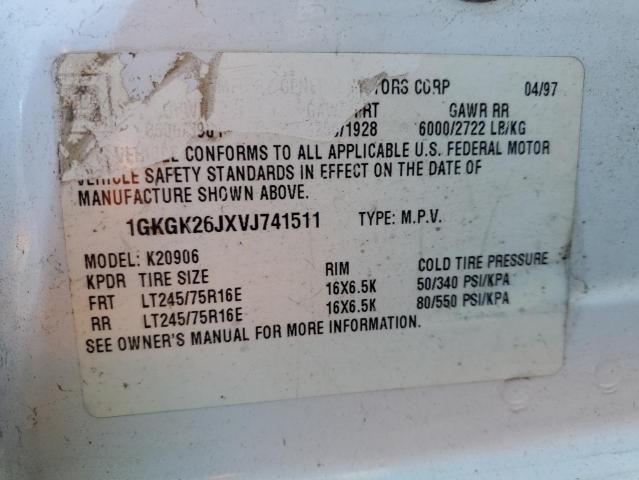 TORS CORP 04/97
FRT GAWR RR
/1928 6000/2722 LB/KG
CONFORMS TO ALL APPLICABLE U.S. FEDERAL MOTOR
VEHICLE SAFETY STANDARDS IN EFFECT ON THE DATE OF
MANUFACTURE SHOWN ABOVE.
1GKGK26JXVJ741511 TYPE: M.P.V.
MODEL: K20906
KPDR TIRE SIZE RIM COLD TIRE PRESSURE
FRT LT245/75R16E 16X6.5K 50/340 PSI/KPA
RR LT245/75R16E 16X6.5K 80/550 PSI/KPA
SEE OWNER'S MANUAL FOR MORE INFORMATION.